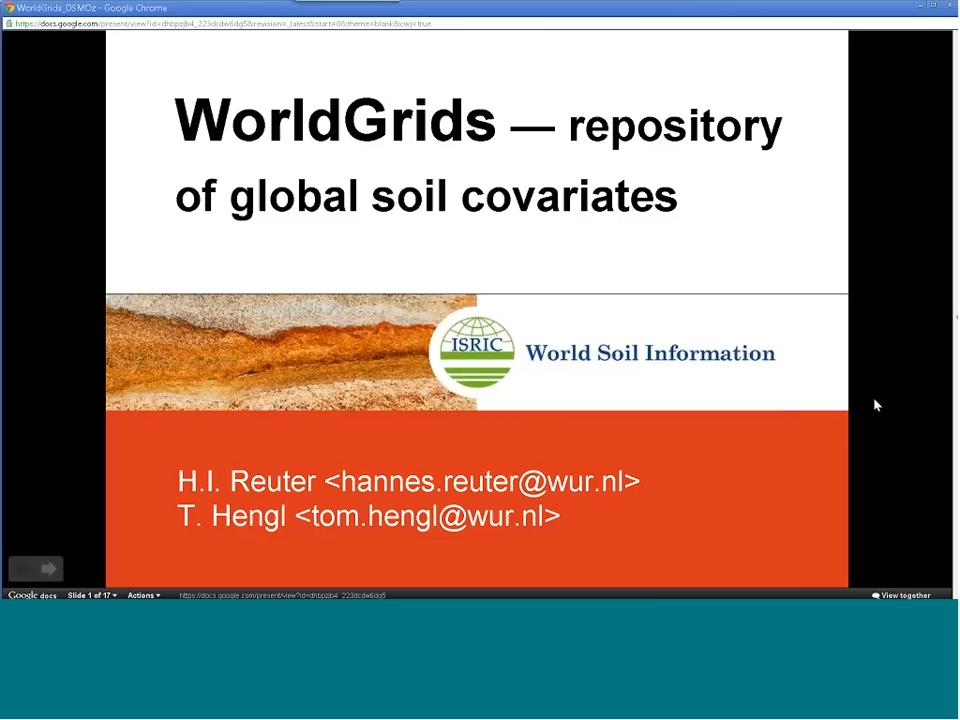 WorldGrids_DSMOz - Google Chrome
https://docs.google.com/present/view?id=dhbpzjb4_223dcdw6dg5&revision=_latest&start=0&theme=blank&cwj=true
WorldGrids — repository
of global soil covariates
ISRIC World Soil Information
H.I. Reuter <hannes.reuter@wur.nl>
T. Hengl <tom.hengl@wur.nl>
Google docs Slide 1 of 17 Actions https://docs.google.com/present/view?id=dhbpzjb4_223dcdw6dg5 View together